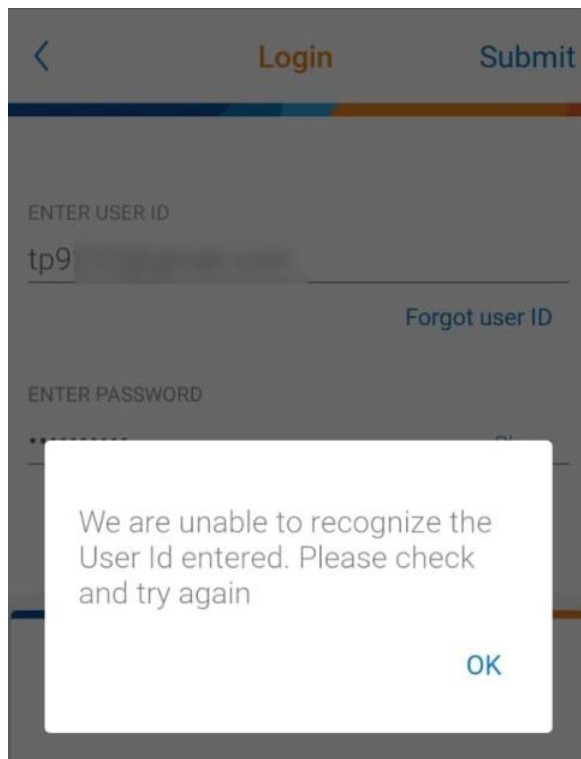 Login
Submit
ENTER USER ID
tp9
Forgot user ID
ENTER PASSWORD
We are unable to recognize the
User Id entered. Please check
and try again
OK